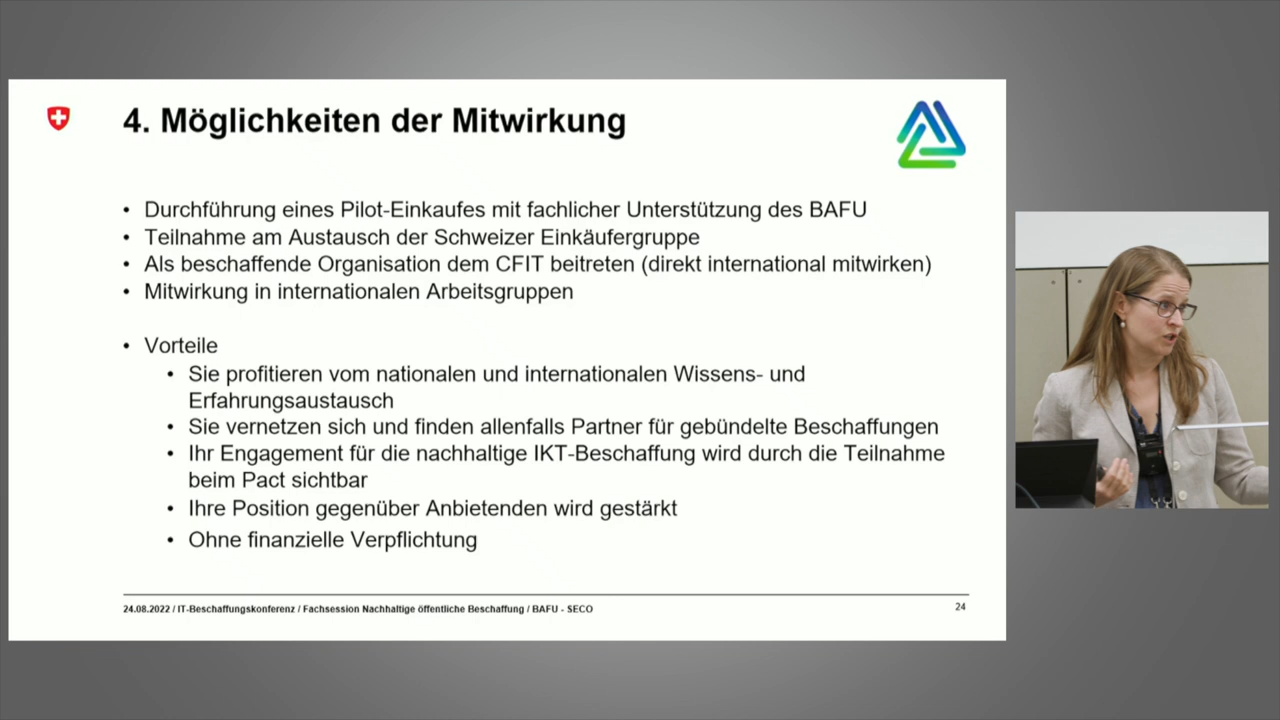 4. Möglichkeiten der Mitwirkung
• Durchführung eines Pilot-Einkaufes mit fachlicher Unterstützung des BAFU
• Teilnahme am Austausch der Schweizer Einkäufergruppe
• Als beschaffende Organisation dem CFIT beitreten (direkt international mitwirken)
• Mitwirkung in internationalen Arbeitsgruppen
• Vorteile
• Sie profitieren vom nationalen und internationalen Wissens- und
Erfahrungsaustausch
• Sie vernetzen sich und finden allenfalls Partner für gebündelte Beschaffungen
• Ihr Engagement für die nachhaltige IKT-Beschaffung wird durch die Teilnahme
beim Pact sichtbar
• Ihre Position gegenüber Anbietenden wird gestärkt
• Ohne finanzielle Verpflichtung
24.08.2022 / IT-Beschaffungskonferenz / Fachsession Nachhaltige öffentliche Beschaffung / BAFU - SECO
24